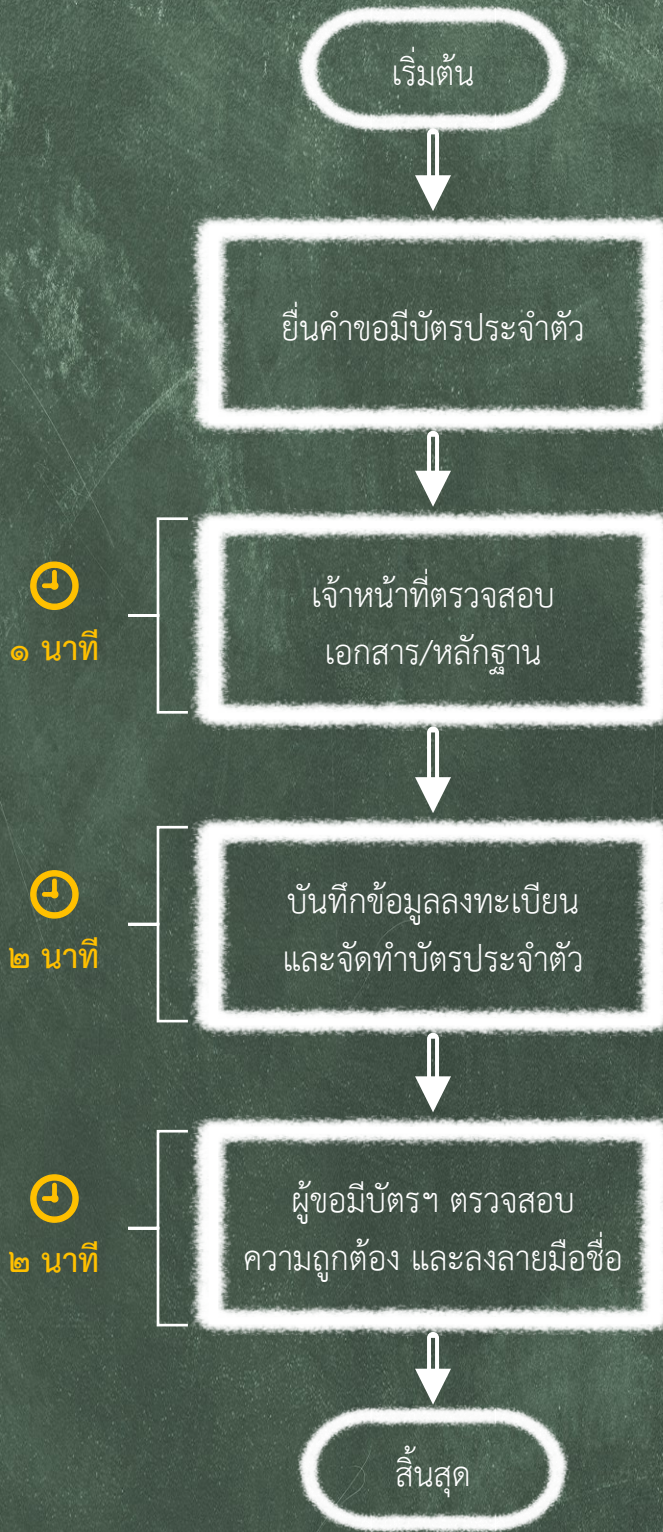 เริ่มต้น
ยื่นคำขอมีบัตรประจำตัว
๑ นาที
เจ้าหน้าที่ตรวจสอบ
เอกสาร/หลักฐาน
๒ นาที
บันทึกข้อมูลลงทะเบียน
และจัดทำบัตรประจำตัว
๒ นาที
ผู้ขอมีบัตรฯ ตรวจสอบ
ความถูกต้อง และลงลายมือชื่อ
สิ้นสุด